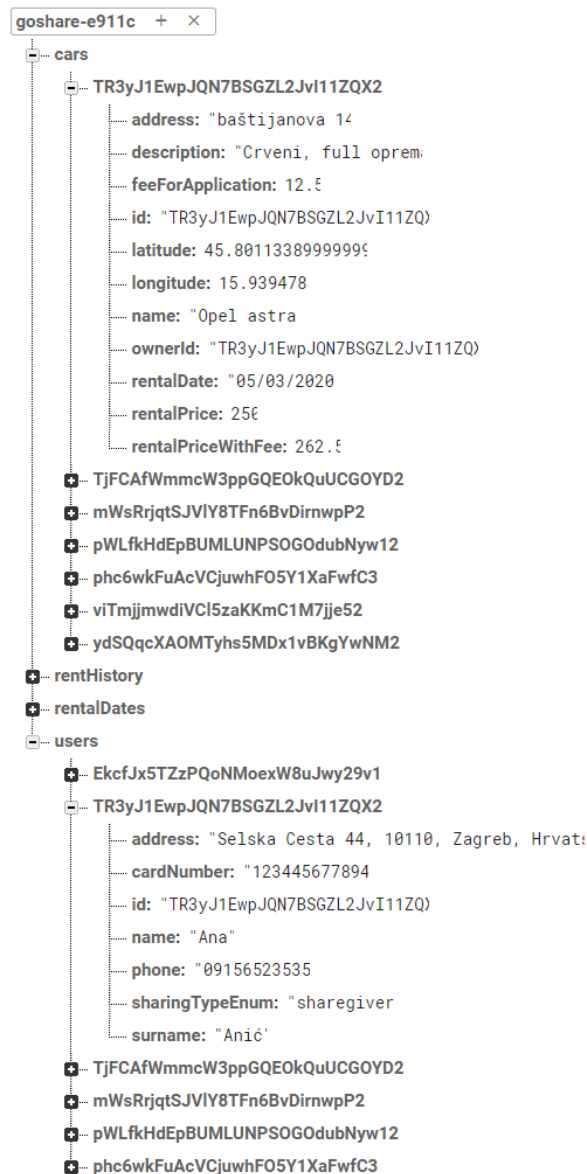 goshare-e911c + ×
cars
TR3yJ1EwpJQN7BSGZL2JvI11ZQX2
address: "baštijanova 14
description: "Crveni, full oprema
feeForApplication: 12.5
id: "TR3yJ1EwpJQN7BSGZL2JvI11ZQX
latitude: 45.8011338999999
longitude: 15.939478
name: "Opel astra
ownerId: "TR3yJ1EwpJQN7BSGZL2JvI11ZQX
rentalDate: "05/03/2020
rentalPrice: 250
rentalPriceWithFee: 262.5
TjFCAfWmmcW3ppGQEOkQuUCGOYD2
mWsRrjqtSJVlY8TFn6BvDirnwpP2
pWLfkHdEpBUMLUNPSOGOdubNyw12
phc6wkFuAcVCjuwhFO5Y1XaFwfC3
viTmjjmwdiVCl5zaKKmC1M7jje52
ydSQqcXAOMTyhs5MDx1vBKgYwNM2
rentHistory
rentalDates
users
EkcfJx5TZzPQoNMoexW8uJwy29v1
TR3yJ1EwpJQN7BSGZL2JvI11ZQX2
address: "Selska Cesta 44, 10110, Zagreb, Hrvats
cardNumber: "123445677894
id: "TR3yJ1EwpJQN7BSGZL2JvI11ZQX
name: "Ana"
phone: "09156523535
sharingTypeEnum: "sharegiver
surname: "Anić"
TjFCAfWmmcW3ppGQEOkQuUCGOYD2
mWsRrjqtSJVlY8TFn6BvDirnwpP2
pWLfkHdEpBUMLUNPSOGOdubNyw12
phc6wkFuAcVCjuwhFO5Y1XaFwfC3